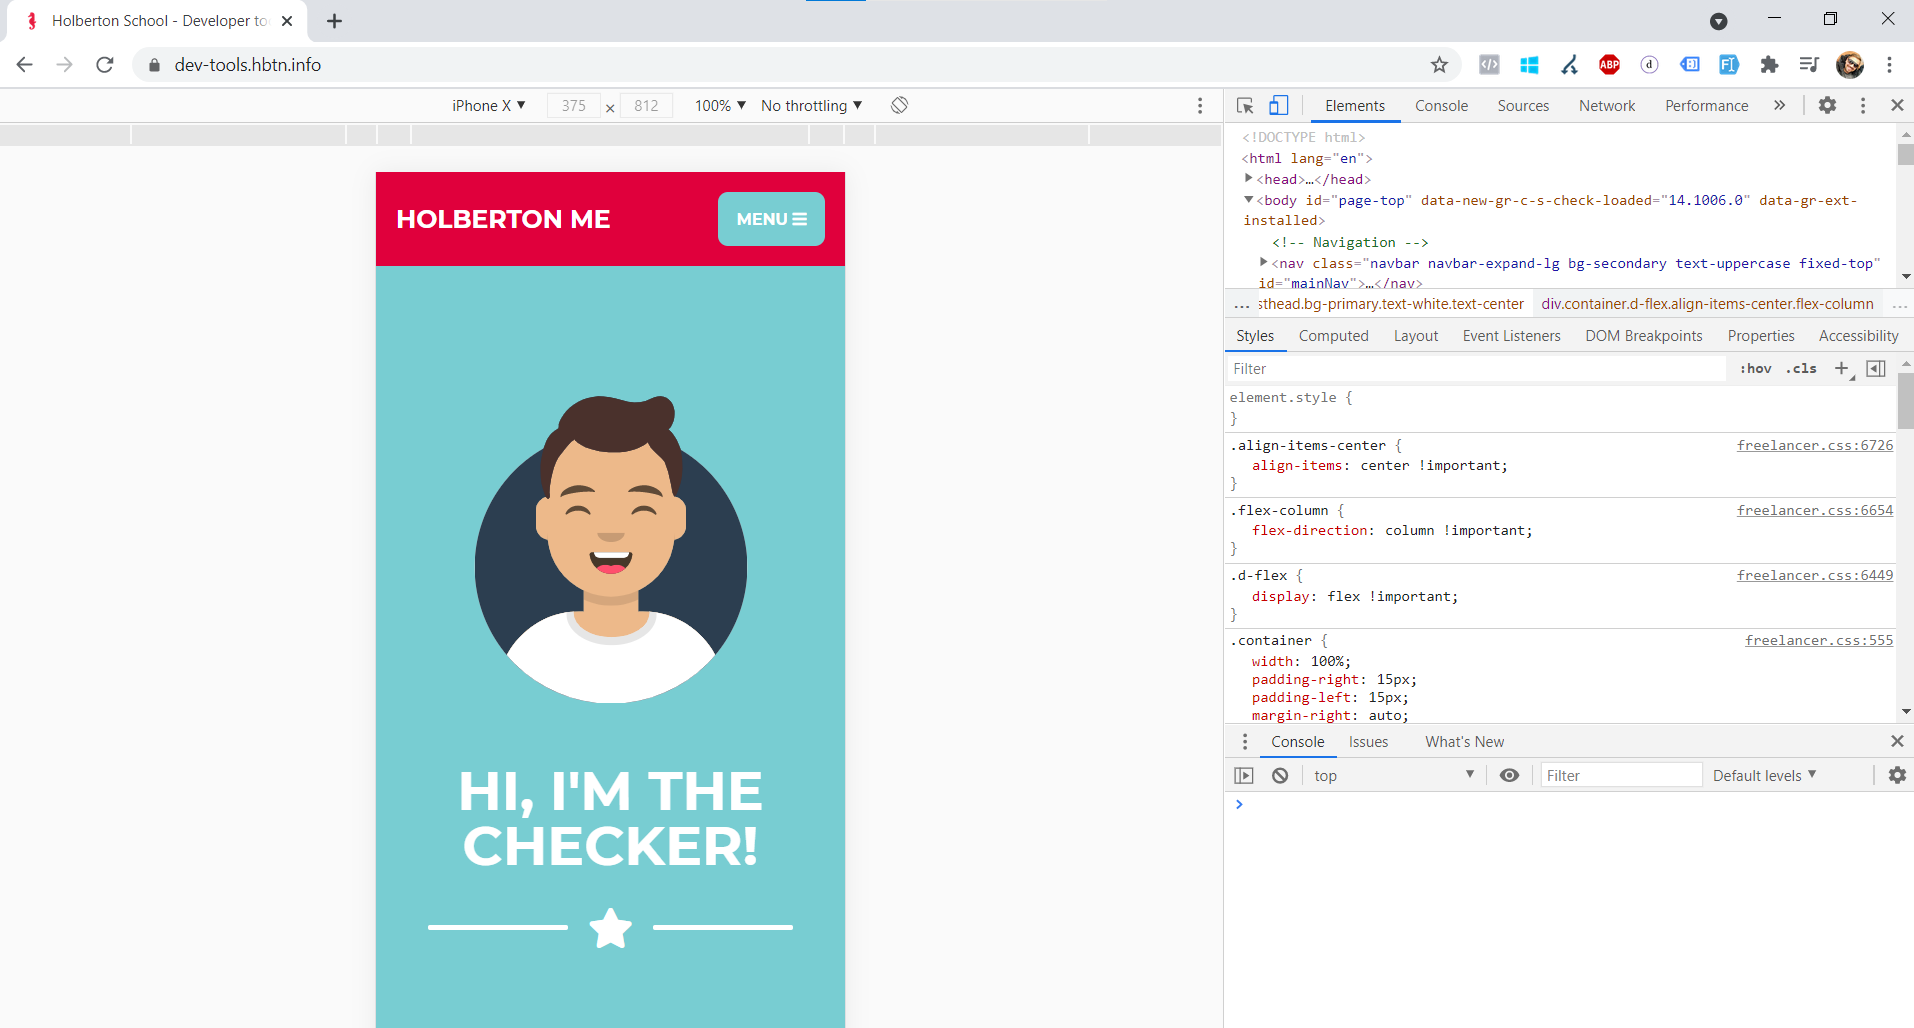 Holberton School - Developer too
dev-tools.hbtn.info
ABP
iPhone X ▼ 375 × 812 100% ▼ No throttling ▼
HOLBERTON ME
MENU
HI, I'M THE
CHECKER!
Elements Console Sources Network Performance »
<!DOCTYPE html>
<html lang="en">
<head>…</head>
<body id="page-top" data-new-gr-c-s-check-loaded="14.1006.0" data-gr-ext-
installed>
<!-- Navigation -->
<nav class="navbar navbar-expand-lg bg-secondary text-uppercase fixed-top"
id="mainNav">…</nav>
... sthead.bg-primary.text-white.text-center div.container.d-flex.align-items-center.flex-column ...
Styles Computed Layout Event Listeners DOM Breakpoints Properties Accessibility
Filter :hov .cls +
element.style {
}
.align-items-center { freelancer.css:6726
align-items: center !important;
}
.flex-column { freelancer.css:6654
flex-direction: column !important;
}
.d-flex { freelancer.css:6449
display: flex !important;
}
.container { freelancer.css:555
width: 100%;
padding-right: 15px;
padding-left: 15px;
margin-right: auto;
Console Issues What's New
top ▼ Filter Default levels ▼
>